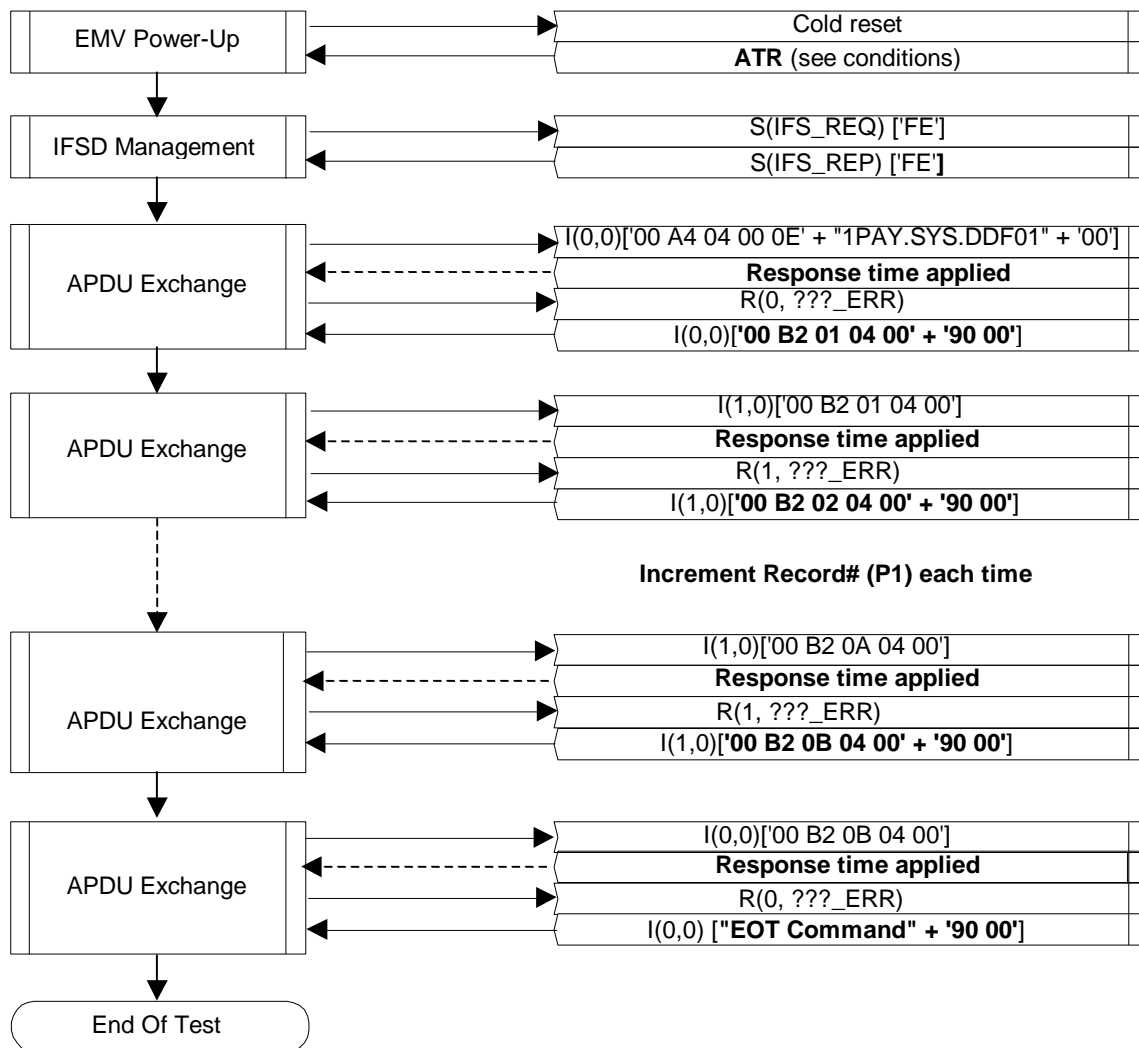 EMV Power-Up
Cold reset
ATR (see conditions)
IFSD Management
S(IFS_REQ) ['FE']
S(IFS_REP) ['FE']
APDU Exchange
I(0,0)['00 A4 04 00 0E' + "1PAY.SYS.DDF01" + '00']
Response time applied
R(0, ???_ERR)
I(0,0)['00 B2 01 04 00' + '90 00']
APDU Exchange
I(1,0)['00 B2 01 04 00']
Response time applied
R(1, ???_ERR)
I(1,0)['00 B2 02 04 00' + '90 00']
Increment Record# (P1) each time
APDU Exchange
I(1,0)['00 B2 0A 04 00']
Response time applied
R(1, ???_ERR)
I(1,0)['00 B2 0B 04 00' + '90 00']
APDU Exchange
I(0,0)['00 B2 0B 04 00']
Response time applied
R(0, ???_ERR)
I(0,0) ["EOT Command" + '90 00']
End Of Test